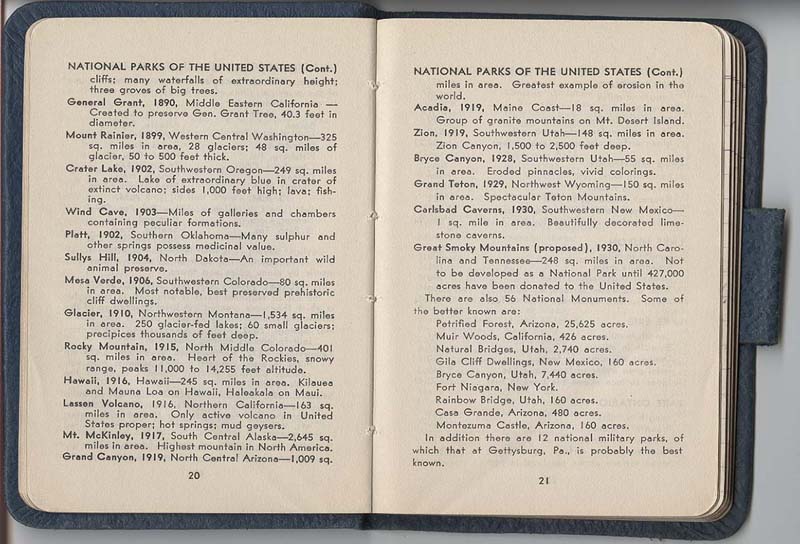 NATIONAL PARKS OF THE UNITED STATES (Cont.)
cliffs; many waterfalls of extraordinary height;
three groves of big trees.
General Grant, 1890, Middle Eastern California —
Created to preserve Gen. Grant Tree, 40.3 feet in
diameter.
Mount Rainier, 1899, Western Central Washington—325
sq. miles in area, 28 glaciers; 48 sq. miles of
glacier, 50 to 500 feet thick.
Crater Lake, 1902, Southwestern Oregon—249 sq. miles
in area. Lake of extraordinary blue in crater of
extinct volcano; sides 1,000 feet high; lava; fish-
ing.
Wind Cave, 1903—Miles of galleries and chambers
containing peculiar formations.
Platt, 1902, Southern Oklahoma—Many sulphur and
other springs possess medicinal value.
Sullys Hill, 1904, North Dakota—An important wild
animal preserve.
Mesa Verde, 1906, Southwestern Colorado—80 sq. miles
in area. Most notable, best preserved prehistoric
cliff dwellings.
Glacier, 1910, Northwestern Montana—1,534 sq. miles
in area. 250 glacier-fed lakes; 60 small glaciers;
precipices thousands of feet deep.
Rocky Mountain, 1915, North Middle Colorado—401
sq. miles in area. Heart of the Rockies, snowy
range, peaks 11,000 to 14,255 feet altitude.
Hawaii, 1916, Hawaii—245 sq. miles in area. Kilauea
and Mauna Loa on Hawaii, Haleakala on Maui.
Lassen Volcano, 1916, Northern California—163 sq.
miles in area. Only active volcano in United
States proper; hot springs; mud geysers.
Mt. McKinley, 1917, South Central Alaska—2,645 sq.
miles in area. Highest mountain in North America.
Grand Canyon, 1919, North Central Arizona—1,009 sq.
20
NATIONAL PARKS OF THE UNITED STATES (Cont.)
miles in area. Greatest example of erosion in the
world.
Acadia, 1919, Maine Coast—18 sq. miles in area.
Group of granite mountains on Mt. Desert Island.
Zion, 1919, Southwestern Utah—148 sq. miles in area.
Zion Canyon, 1,500 to 2,500 feet deep.
Bryce Canyon, 1928, Southwestern Utah—55 sq. miles
in area. Eroded pinnacles, vivid colorings.
Grand Teton, 1929, Northwest Wyoming—150 sq. miles
in area. Spectacular Teton Mountains.
Carlsbad Caverns, 1930, Southwestern New Mexico—
1 sq. mile in area. Beautifully decorated lime-
stone caverns.
Great Smoky Mountains (proposed), 1930, North Caro-
lina and Tennessee—248 sq. miles in area. Not
to be developed as a National Park until 427,000
acres have been donated to the United States.
There are also 56 National Monuments. Some of
the better known are:
Petrified Forest, Arizona, 25,625 acres.
Muir Woods, California, 426 acres.
Natural Bridges, Utah, 2,740 acres.
Gila Cliff Dwellings, New Mexico, 160 acres.
Bryce Canyon, Utah, 7,440 acres.
Fort Niagara, New York.
Rainbow Bridge, Utah, 160 acres.
Casa Grande, Arizona, 480 acres.
Montezuma Castle, Arizona, 160 acres.
In addition there are 12 national military parks, of
which that at Gettysburg, Pa., is probably the best
known.
21